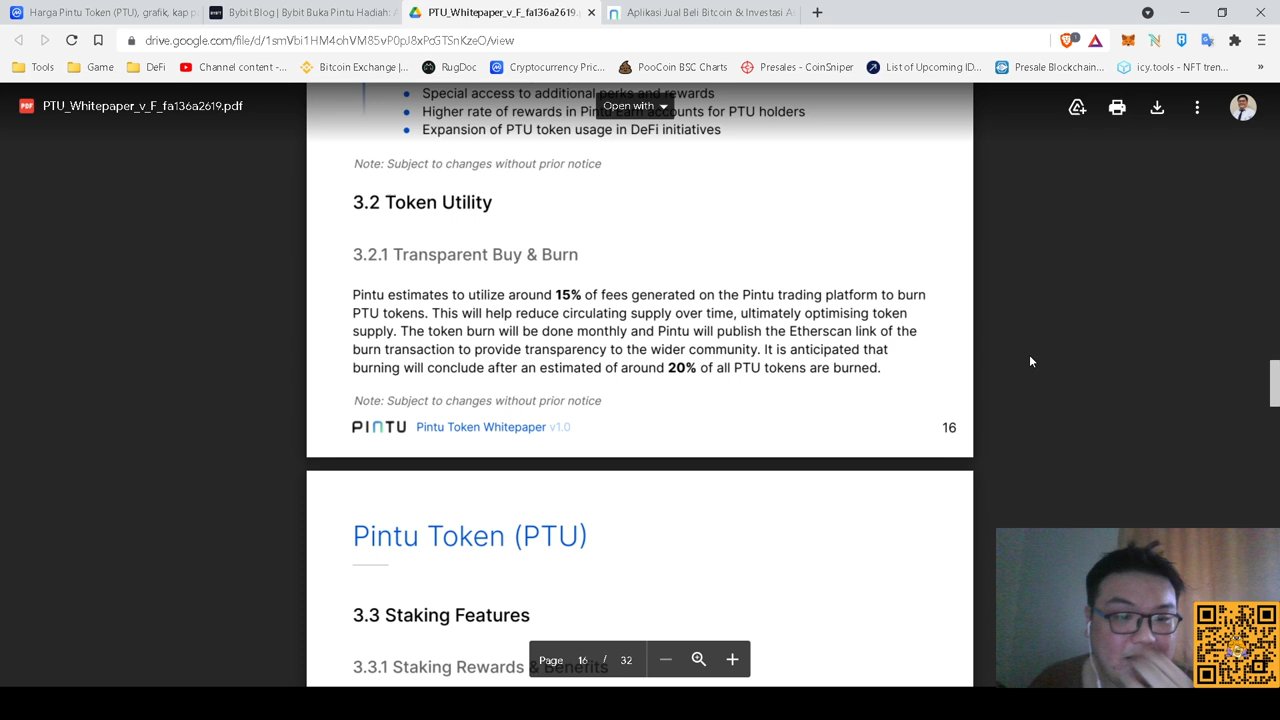 Harga Pintu Token (PTU), grafik, kap p
Bybit Blog | Bybit Buka Pintu Hadiah:
PTU_Whitepaper_v_F_fa136a2619.
Aplikasi Jual Beli Bitcoin & Investasi
drive.google.com/file/d/1smVbi1HM4ohVM85vP0pJ8xPcGTSnKzeO/view
Tools
Game
DeFi
Channel content -...
Bitcoin Exchange |...
RugDoc
Cryptocurrency Pric...
PooCoin BSC Charts
Presales - CoinSniper
List of Upcoming ID...
Presale Blockchain...
icy.tools - NFT tren...
»
PDF PTU_Whitepaper_v_F_fa136a2619.pdf
Open with
Special access to additional perks and rewards
Higher rate of rewards in Pintu Earn accounts for PTU holders
Expansion of PTU token usage in DeFi initiatives
Note: Subject to changes without prior notice
3.2 Token Utility
3.2.1 Transparent Buy & Burn
Pintu estimates to utilize around 15% of fees generated on the Pintu trading platform to burn
PTU tokens. This will help reduce circulating supply over time, ultimately optimising token
supply. The token burn will be done monthly and Pintu will publish the Etherscan link of the
burn transaction to provide transparency to the wider community. It is anticipated that
burning will conclude after an estimated of around 20% of all PTU tokens are burned.
Note: Subject to changes without prior notice
PINTU Pintu Token Whitepaper v1.0
16
Pintu Token (PTU)
3.3 Staking Features
3.3.1 Staking Rewards & Benefits
Page 16 / 32